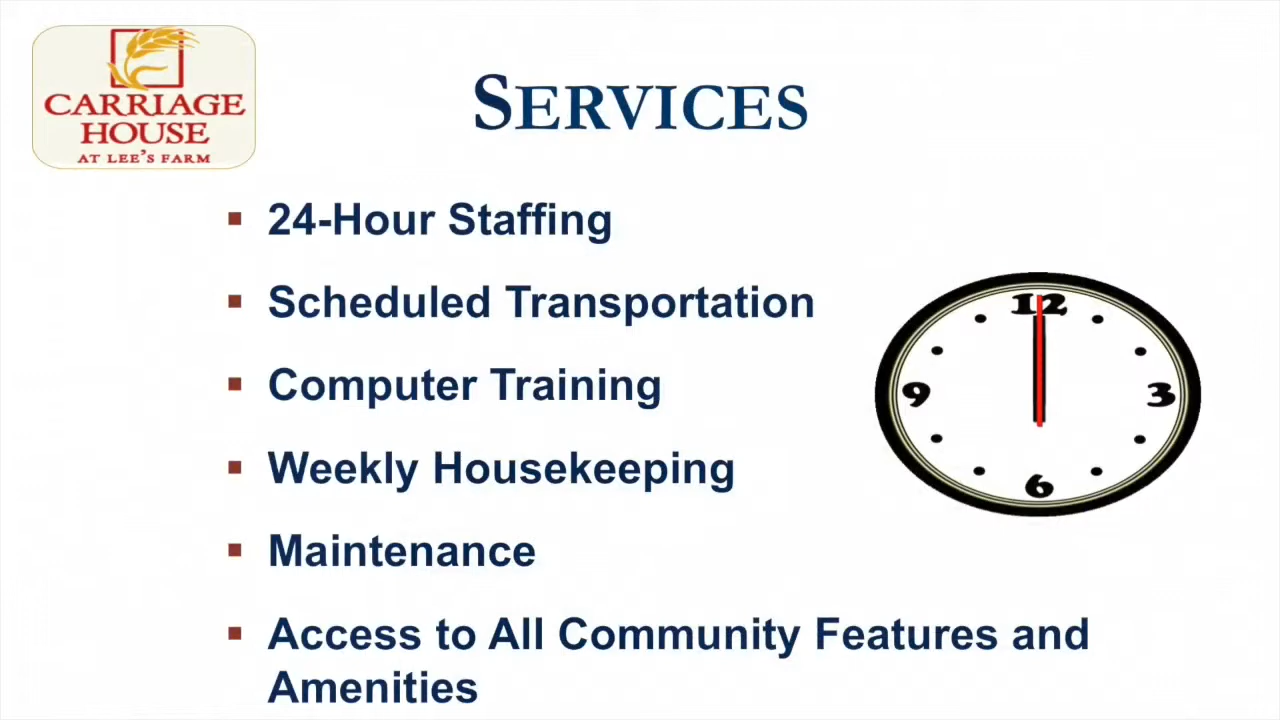 CARRIAGE
HOUSE
AT LEE'S FARM
SERVICES
▪ 24-Hour Staffing
▪ Scheduled Transportation
▪ Computer Training
▪ Weekly Housekeeping
▪ Maintenance
▪ Access to All Community Features and
Amenities
12
9
3
6